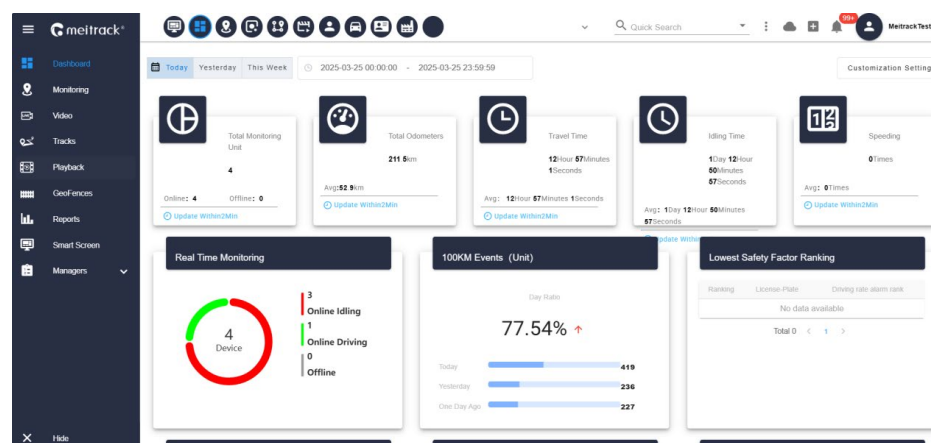 meitrack
Quick Search
99+
MeitrackTest
Dashboard
Monitoring
Video
Tracks
Playback
GeoFences
Reports
Smart Screen
Managers
Hide
Today Yesterday This Week 2025-03-25 00:00:00 - 2025-03-25 23:59:59
Customization Setting
Total Monitoring
Unit
4
Online: 4 Offline: 0
Update Within2Min
Total Odometers
211.5km
Avg:52.9km
Update Within2Min
Travel Time
12Hour 57Minutes
1Seconds
Avg: 12Hour 57Minutes 1Seconds
Update Within2Min
Idling Time
1Day 12Hour
50Minutes
57Seconds
Avg: 1Day 12Hour 50Minutes
57Seconds
Update Within
12
Speeding
0Times
Avg: 0Times
Update Within2Min
Real Time Monitoring
4
Device
3
Online Idling
1
Online Driving
0
Offline
100KM Events (Unit)
Day Ratio
77.54% ↑
Today 419
Yesterday 236
One Day Ago 227
Lowest Safety Factor Ranking
Ranking License-Plate Driving rate alarm rank
No data available
Total 0 < 1 >